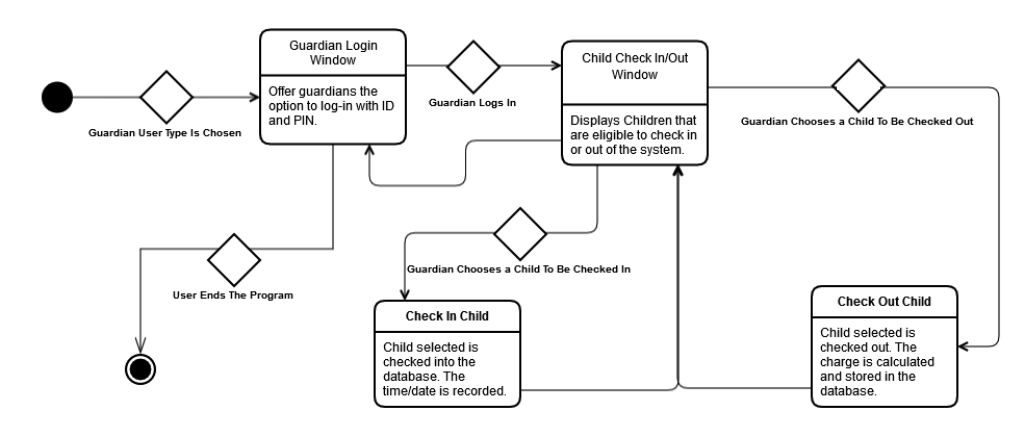 Guardian Login
Window
Offer guardians the
option to log-in with ID
and PIN.
Guardian User Type Is Chosen
Guardian Logs In
Child Check In/Out
Window
Displays Children that
are eligible to check in
or out of the system.
Guardian Chooses a Child To Be Checked Out
Guardian Chooses a Child To Be Checked In
User Ends The Program
Check In Child
Child selected is
checked into the
database. The
time/date is recorded.
Check Out Child
Child selected is
checked out. The
charge is calculated
and stored in the
database.